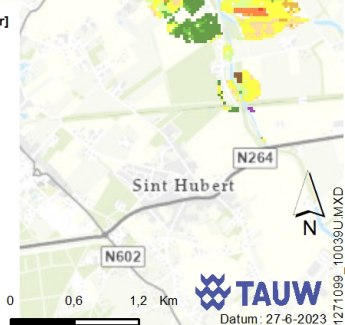 r]
N264
Sint Hubert
N
N602
0 0,6 1,2 Km
TAUW
Datum: 27-6-2023
1271099_10039U.MXD